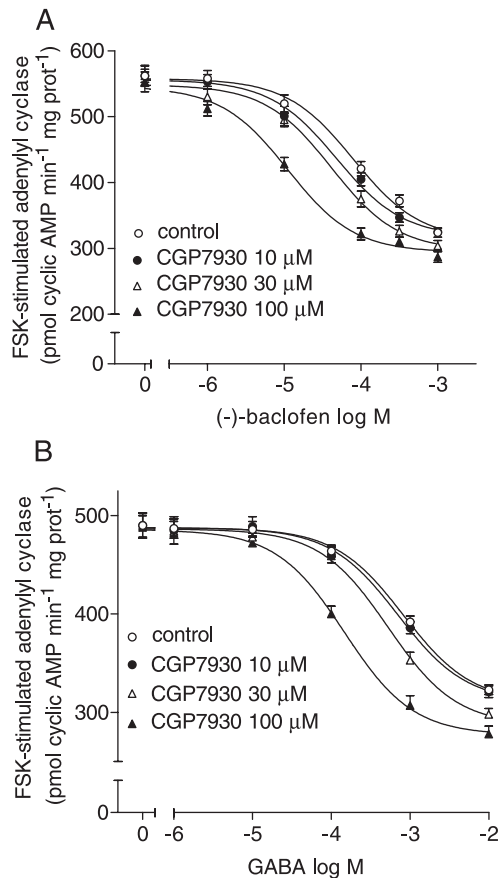 A
FSK-stimulated adenylyl cyclase
(pmol cyclic AMP min⁻¹ mg prot⁻¹)
600
500
400
300
200
0
control
CGP7930 10 μM
CGP7930 30 μM
CGP7930 100 μM
0 -6 -5 -4 -3
(-)-baclofen log M
B
FSK-stimulated adenylyl cyclase
(pmol cyclic AMP min⁻¹ mg prot⁻¹)
500
400
300
0
control
CGP7930 10 μM
CGP7930 30 μM
CGP7930 100 μM
0 -6 -5 -4 -3 -2
GABA log M